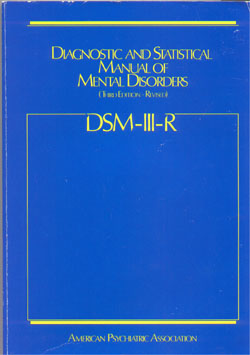 DIAGNOSTIC AND STATISTICAL
MANUAL OF
MENTAL DISORDERS
(THIRD EDITION - REVISED)
DSM-III-R
AMERICAN PSYCHIATRIC ASSOCIATION